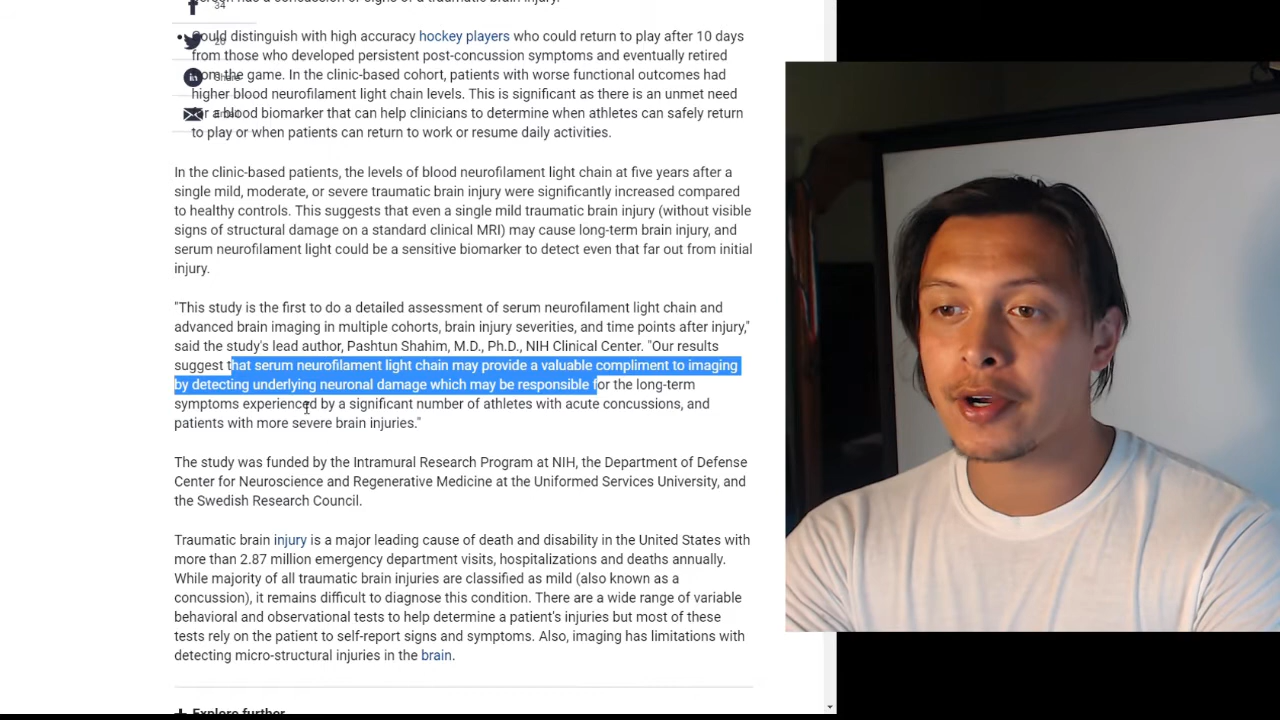 person has a concussion or signs of a traumatic brain injury.
34
Could distinguish with high accuracy hockey players who could return to play after 10 days
26
from those who developed persistent post-concussion symptoms and eventually retired
from the game. In the clinic-based cohort, patients with worse functional outcomes had
Share
higher blood neurofilament light chain levels. This is significant as there is an unmet need
for a blood biomarker that can help clinicians to determine when athletes can safely return
Email
to play or when patients can return to work or resume daily activities.
In the clinic-based patients, the levels of blood neurofilament light chain at five years after a
single mild, moderate, or severe traumatic brain injury were significantly increased compared
to healthy controls. This suggests that even a single mild traumatic brain injury (without visible
signs of structural damage on a standard clinical MRI) may cause long-term brain injury, and
serum neurofilament light could be a sensitive biomarker to detect even that far out from initial
injury.
"This study is the first to do a detailed assessment of serum neurofilament light chain and
advanced brain imaging in multiple cohorts, brain injury severities, and time points after injury,"
said the study's lead author, Pashtun Shahim, M.D., Ph.D., NIH Clinical Center. "Our results
suggest that serum neurofilament light chain may provide a valuable compliment to imaging
by detecting underlying neuronal damage which may be responsible for the long-term
symptoms experienced by a significant number of athletes with acute concussions, and
patients with more severe brain injuries."
The study was funded by the Intramural Research Program at NIH, the Department of Defense
Center for Neuroscience and Regenerative Medicine at the Uniformed Services University, and
the Swedish Research Council.
Traumatic brain injury is a major leading cause of death and disability in the United States with
more than 2.87 million emergency department visits, hospitalizations and deaths annually.
While majority of all traumatic brain injuries are classified as mild (also known as a
concussion), it remains difficult to diagnose this condition. There are a wide range of variable
behavioral and observational tests to help determine a patient's injuries but most of these
tests rely on the patient to self-report signs and symptoms. Also, imaging has limitations with
detecting micro-structural injuries in the brain.
Explore further